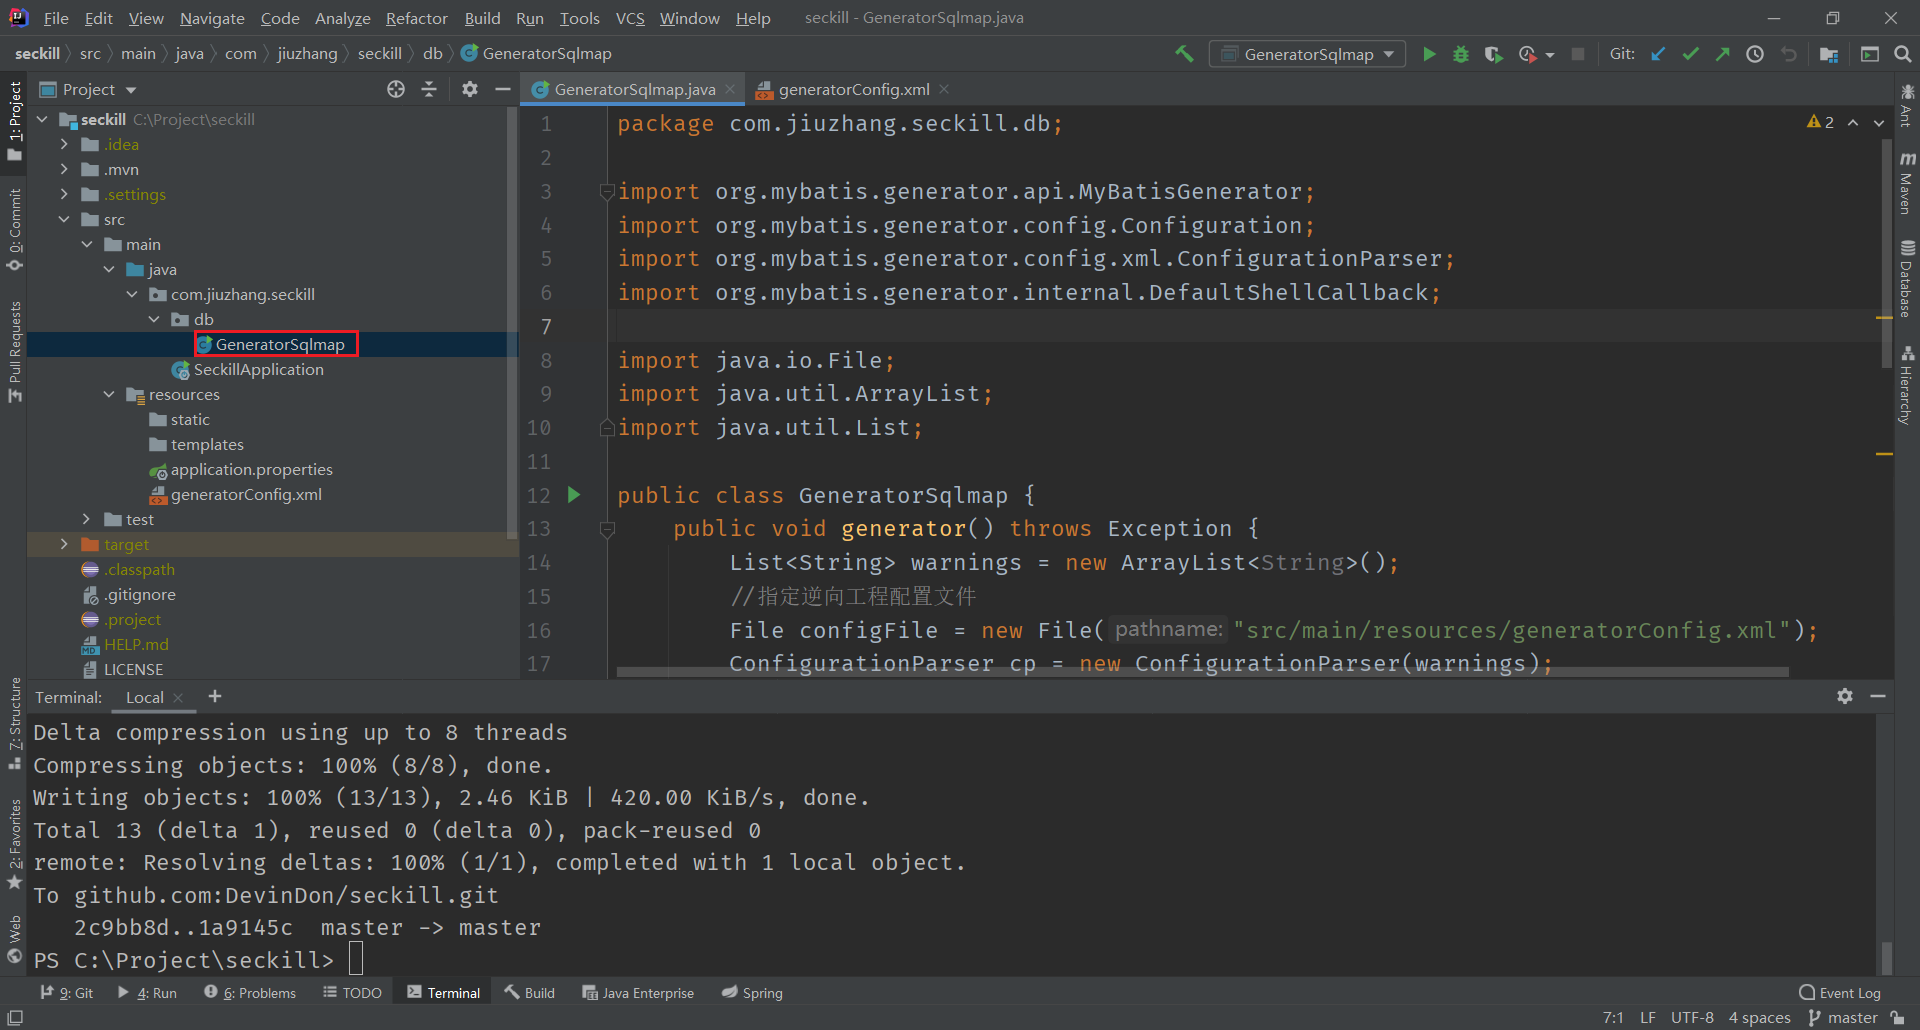 File Edit View Navigate Code Analyze Refactor Build Run Tools VCS Window Help seckill - GeneratorSqlmap.java
seckill src main java com jiuzhang seckill db GeneratorSqlmap GeneratorSqlmap Git:
1: Project
0: Commit
Pull Requests
Project
seckill C:\Project\seckill
.idea
.mvn
.settings
src
main
java
com.jiuzhang.seckill
db
GeneratorSqlmap
SeckillApplication
resources
static
templates
application.properties
generatorConfig.xml
test
target
.classpath
.gitignore
.project
HELP.md
LICENSE
GeneratorSqlmap.java generatorConfig.xml
2
1 package com.jiuzhang.seckill.db;
2
3 import org.mybatis.generator.api.MyBatisGenerator;
4 import org.mybatis.generator.config.Configuration;
5 import org.mybatis.generator.config.xml.ConfigurationParser;
6 import org.mybatis.generator.internal.DefaultShellCallback;
7
8 import java.io.File;
9 import java.util.ArrayList;
10 import java.util.List;
11
12 public class GeneratorSqlmap {
13 public void generator() throws Exception {
14 List<String> warnings = new ArrayList<String>();
15 //指定逆向工程配置文件
16 File configFile = new File( pathname: "src/main/resources/generatorConfig.xml");
17 ConfigurationParser cp = new ConfigurationParser(warnings);
Ant
Maven
Database
Hierarchy
7: Structure
2: Favorites
Web
Terminal: Local
Delta compression using up to 8 threads
Compressing objects: 100% (8/8), done.
Writing objects: 100% (13/13), 2.46 KiB | 420.00 KiB/s, done.
Total 13 (delta 1), reused 0 (delta 0), pack-reused 0
remote: Resolving deltas: 100% (1/1), completed with 1 local object.
To github.com:DevinDon/seckill.git
2c9bb8d..1a9145c master -> master
PS C:\Project\seckill>
9: Git 4: Run 6: Problems TODO Terminal Build Java Enterprise Spring Event Log
7:1 LF UTF-8 4 spaces master